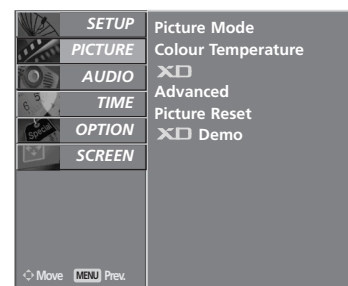 SETUP
PICTURE
AUDIO
TIME
OPTION
SCREEN
Move MENU Prev.
Picture Mode
Colour Temperature
XD
Advanced
Picture Reset
XD Demo